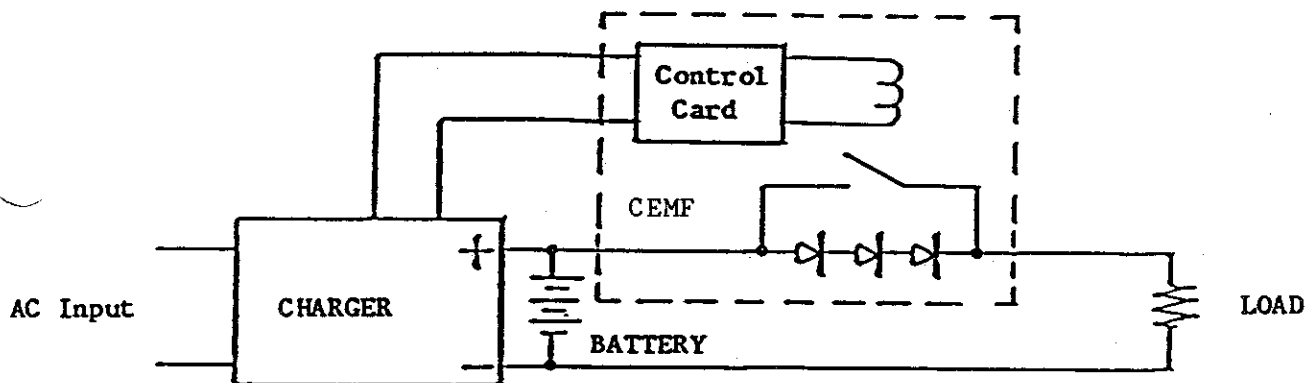 Control
Card
CEMF
+
AC Input
CHARGER
LOAD
−
BATTERY